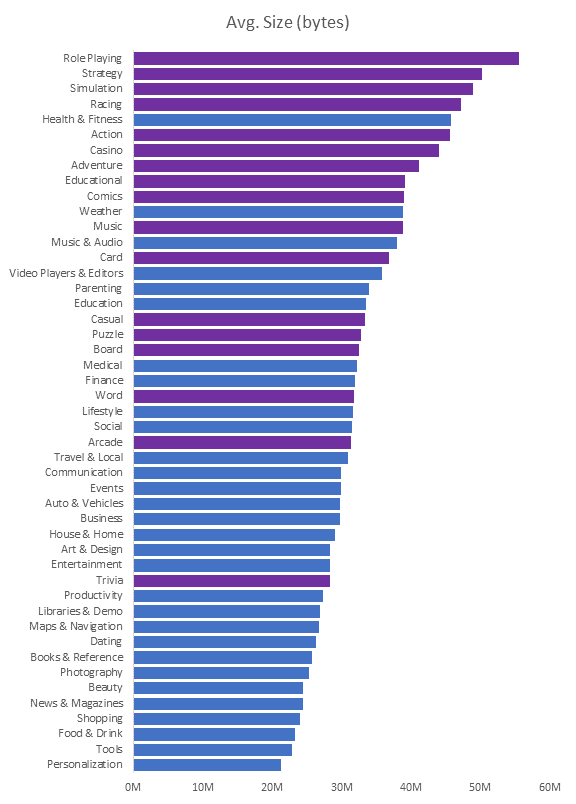 Avg. Size (bytes)
Role Playing
Strategy
Simulation
Racing
Health & Fitness
Action
Casino
Adventure
Educational
Comics
Weather
Music
Music & Audio
Card
Video Players & Editors
Parenting
Education
Casual
Puzzle
Board
Medical
Finance
Word
Lifestyle
Social
Arcade
Travel & Local
Communication
Events
Auto & Vehicles
Business
House & Home
Art & Design
Entertainment
Trivia
Productivity
Libraries & Demo
Maps & Navigation
Dating
Books & Reference
Photography
Beauty
News & Magazines
Shopping
Food & Drink
Tools
Personalization
0M 10M 20M 30M 40M 50M 60M